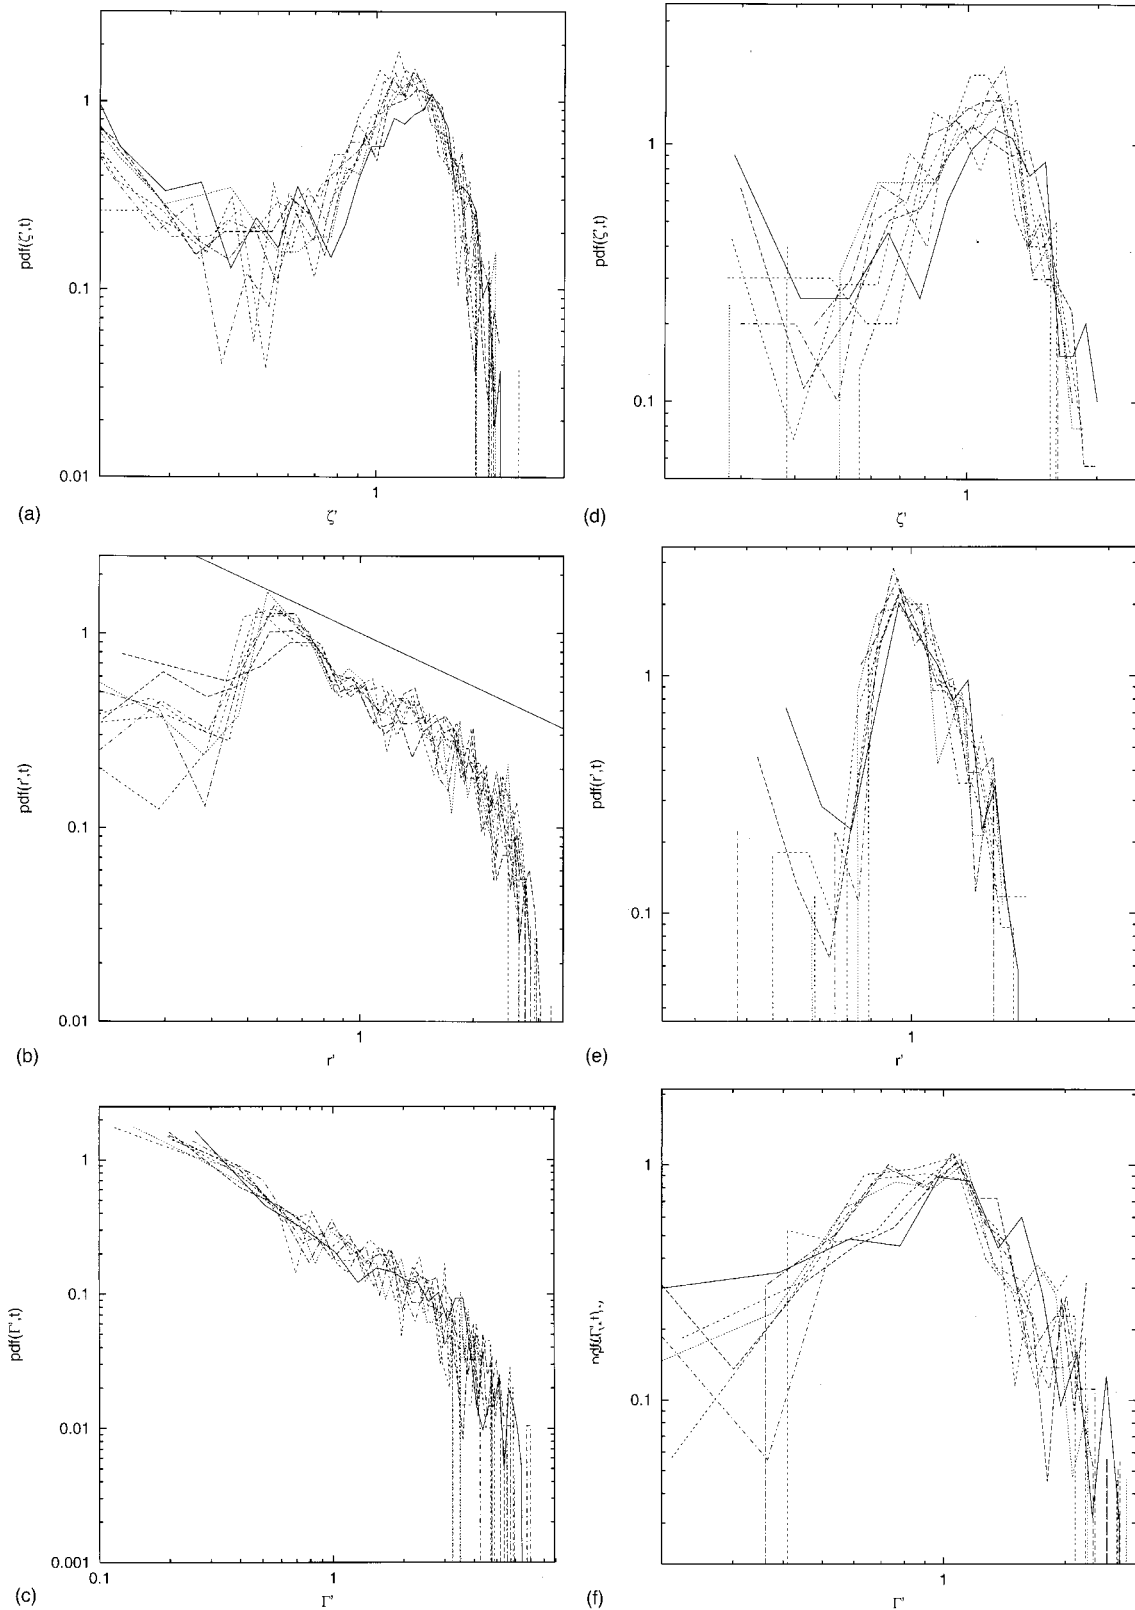 1
0.1
0.01
pdf(ζ',t)
1
(a)
ζ'
1
0.1
pdf(ζ',t)
1
(d)
ζ'
1
0.1
0.01
pdf(r',t)
1
(b)
r'
1
0.1
pdf(r',t)
1
(e)
r'
1
0.1
0.01
0.001
pdf(Γ',t)
0.1
1
(c)
Γ'
1
0.1
1
(f)
Γ'